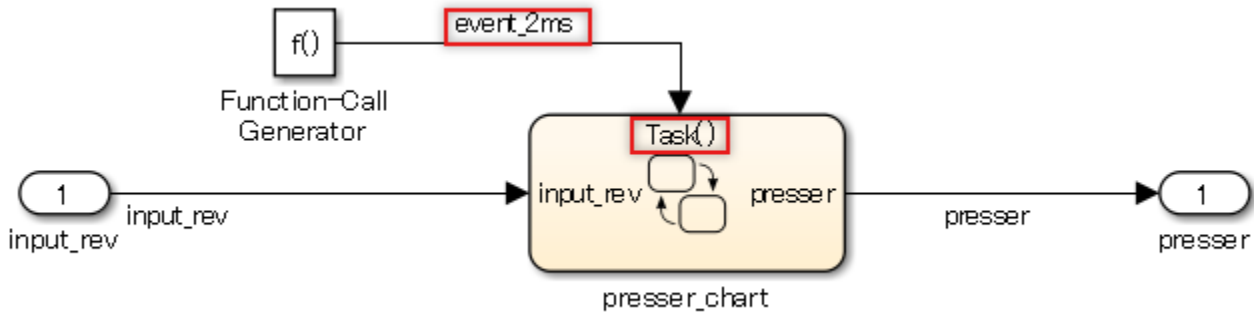 event_2ms
f()
Function-Call
Generator
Task()
1
input_rev
input_rev
input_rev
presser
presser
1
presser
presser_chart